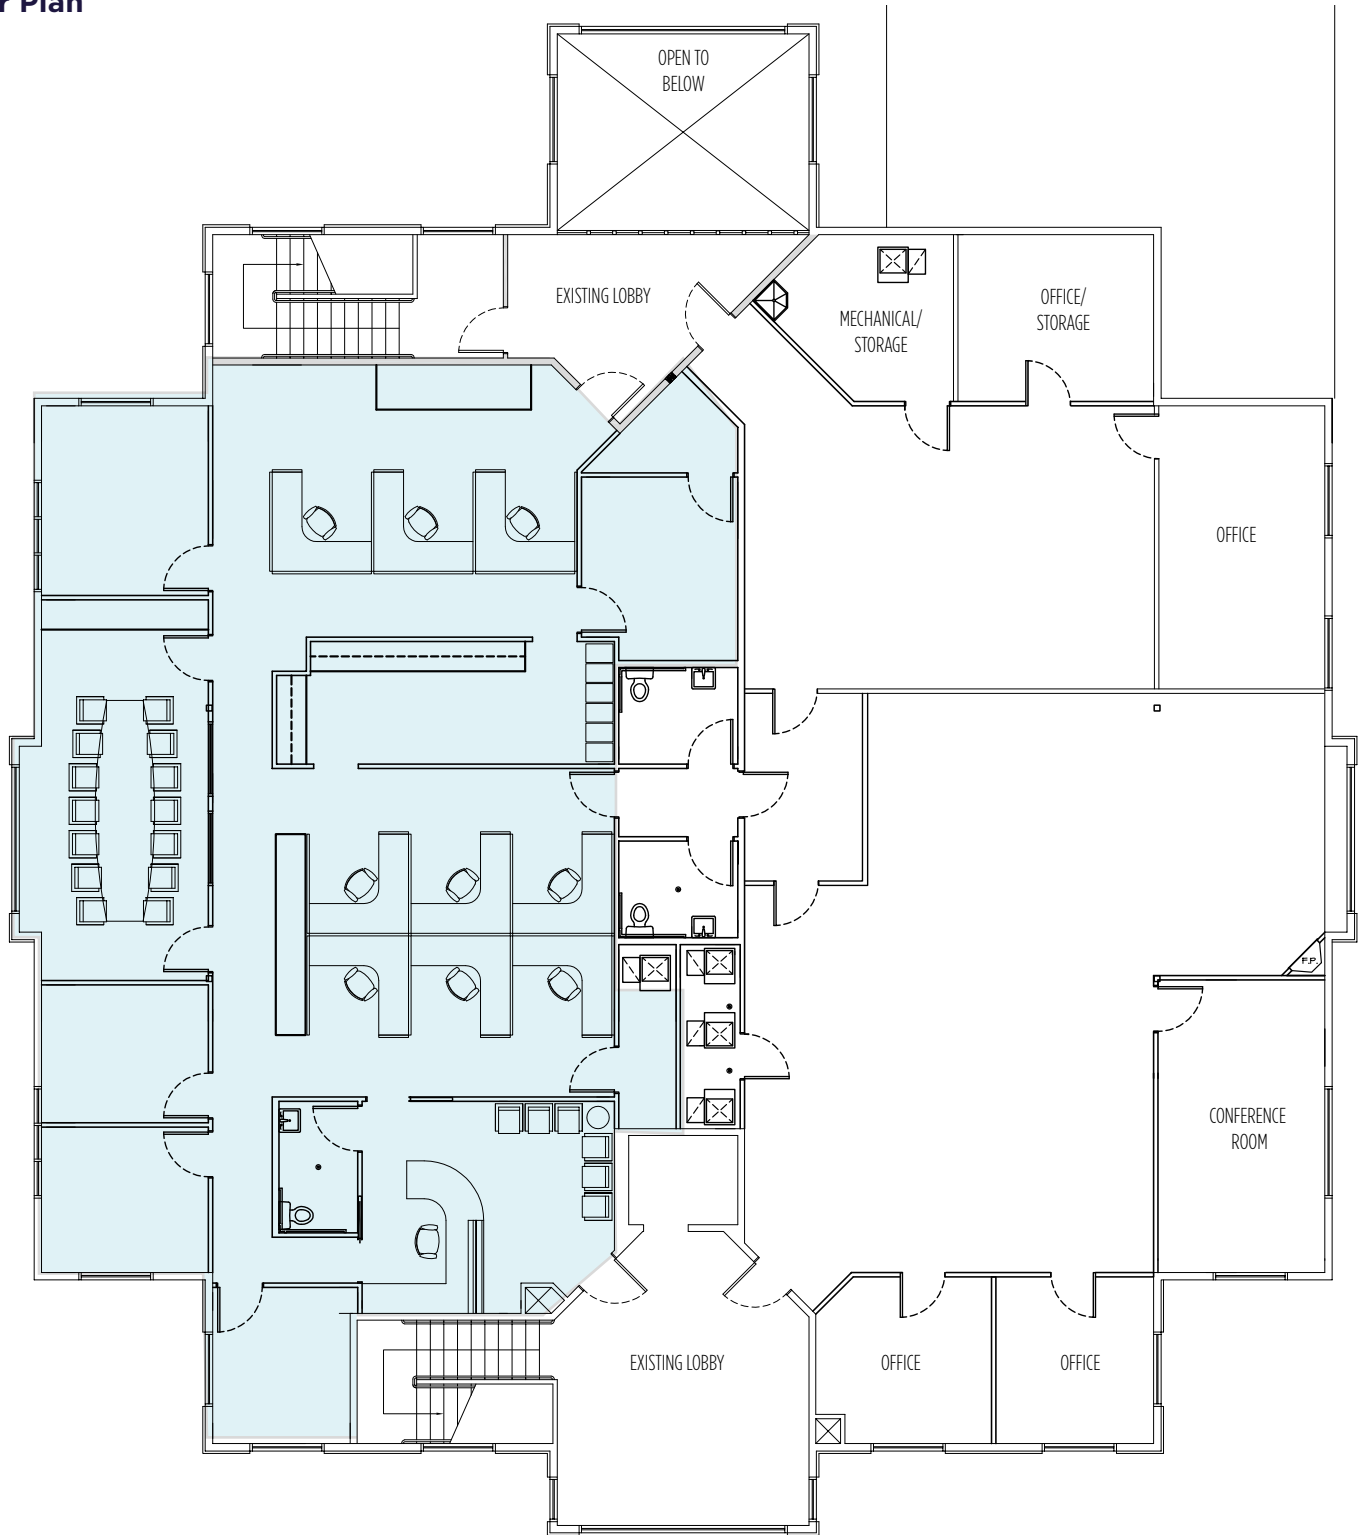 r Plan
OPEN TO
BELOW
EXISTING LOBBY
MECHANICAL/
STORAGE
OFFICE/
STORAGE
OFFICE
F.P.
CONFERENCE
ROOM
EXISTING LOBBY
OFFICE
OFFICE